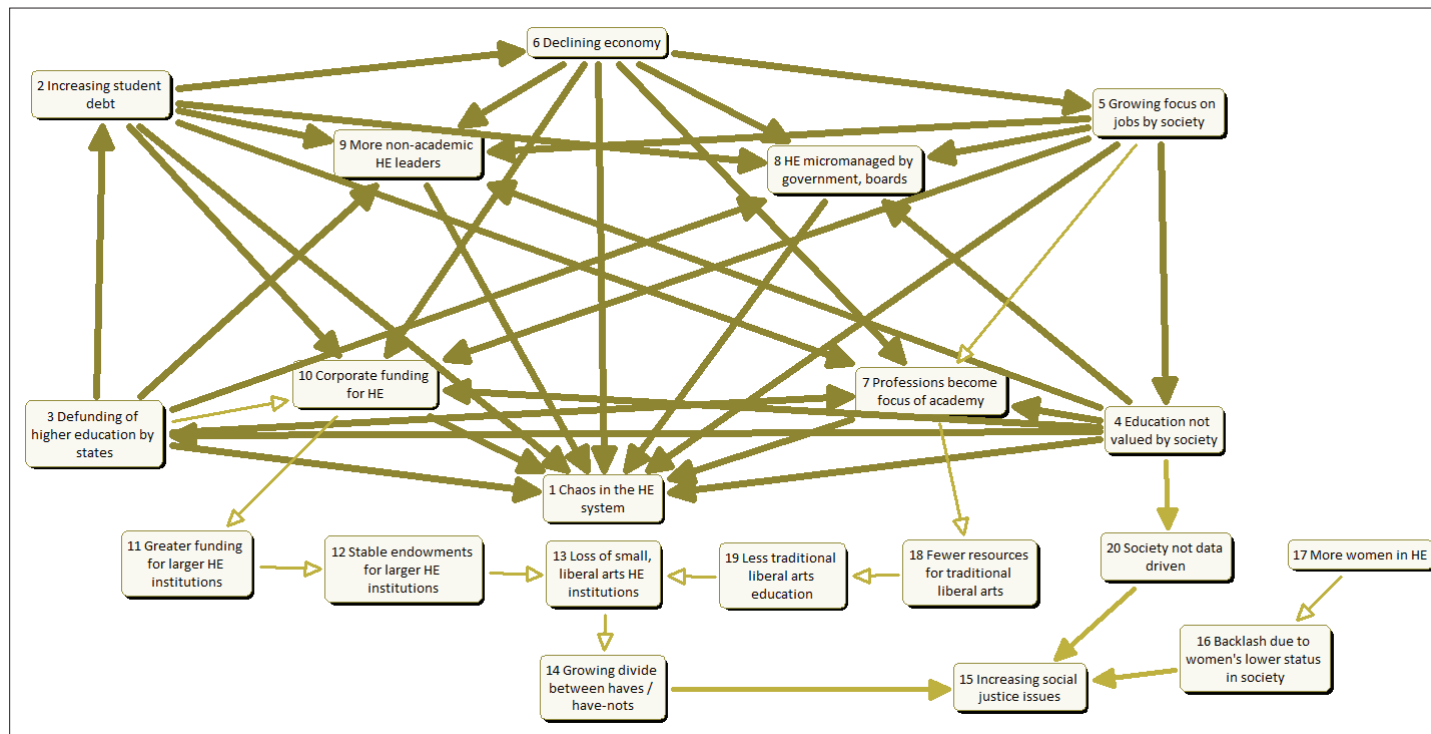 6 Declining economy
2 Increasing student
debt
5 Growing focus on
jobs by society
9 More non-academic
HE leaders
8 HE micromanaged by
government, boards
10 Corporate funding
for HE
7 Professions become
focus of academy
3 Defunding of
higher education by
states
4 Education not
valued by society
1 Chaos in the HE
system
11 Greater funding
for larger HE
institutions
12 Stable endowments
for larger HE
institutions
13 Loss of small,
liberal arts HE
institutions
19 Less traditional
liberal arts
education
18 Fewer resources
for traditional
liberal arts
20 Society not data
driven
17 More women in HE
14 Growing divide
between haves /
have-nots
15 Increasing social
justice issues
16 Backlash due to
women's lower status
in society